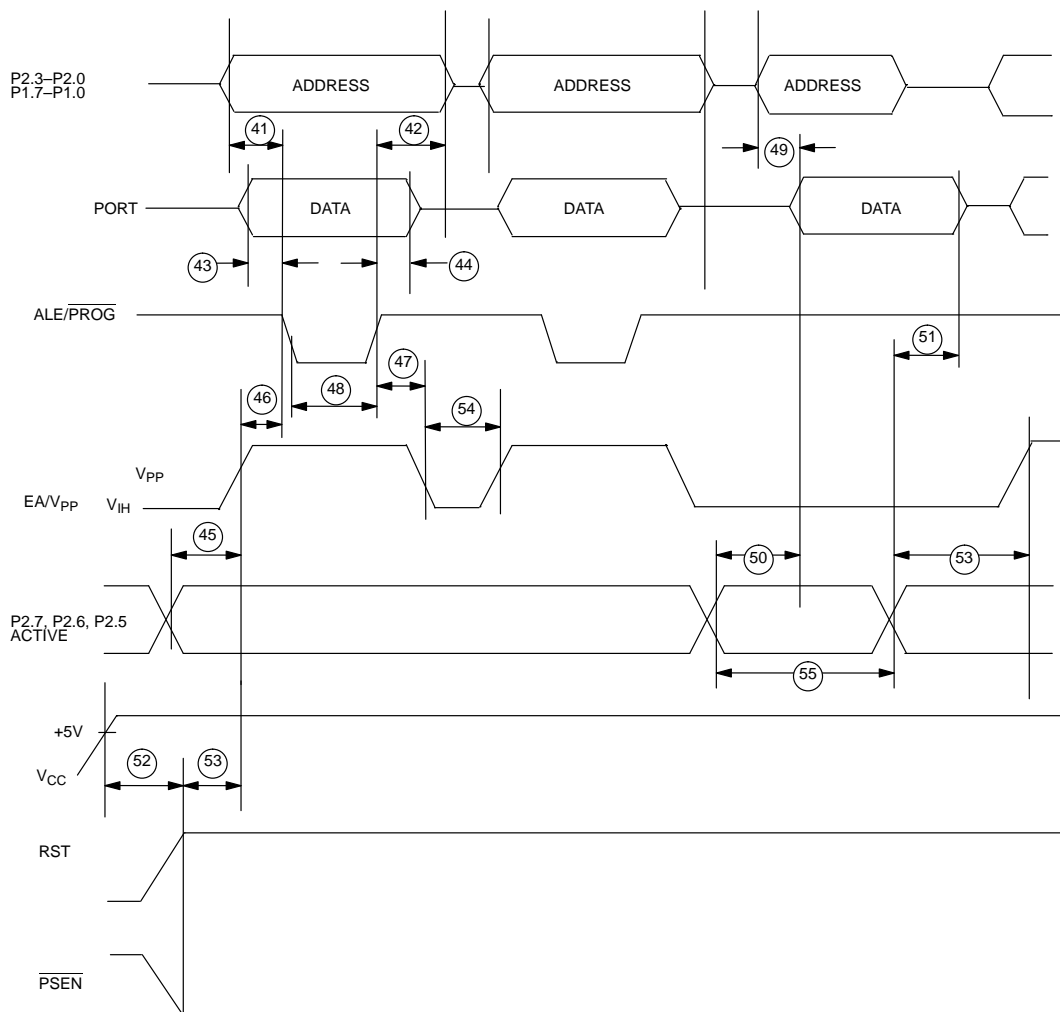 P2.3–P2.0
P1.7–P1.0
ADDRESS
ADDRESS
ADDRESS
41
42
49
PORT
DATA
DATA
DATA
43
44
ALE/PROG
51
47
48
46
54
VPP
EA/VPP
VIH
45
50
53
P2.7, P2.6, P2.5
ACTIVE
55
+5V
VCC
52
53
RST
PSEN